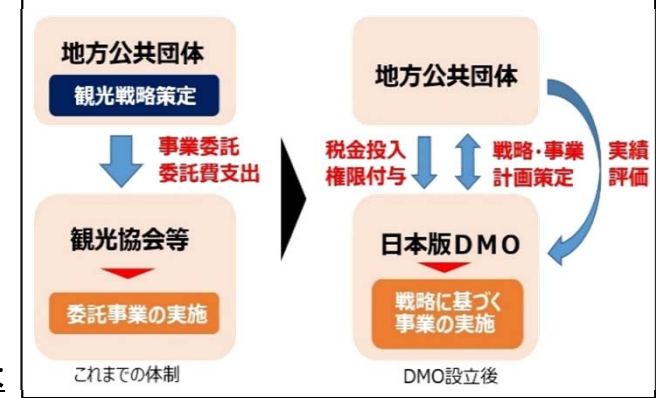 地方公共団体
観光戦略策定
事業委託
委託費支出
観光協会等
委託事業の実施
これまでの体制
地方公共団体
税金投入
権限付与
戦略・事業
計画策定
実績
評価
日本版DMO
戦略に基づく
事業の実施
DMO設立後